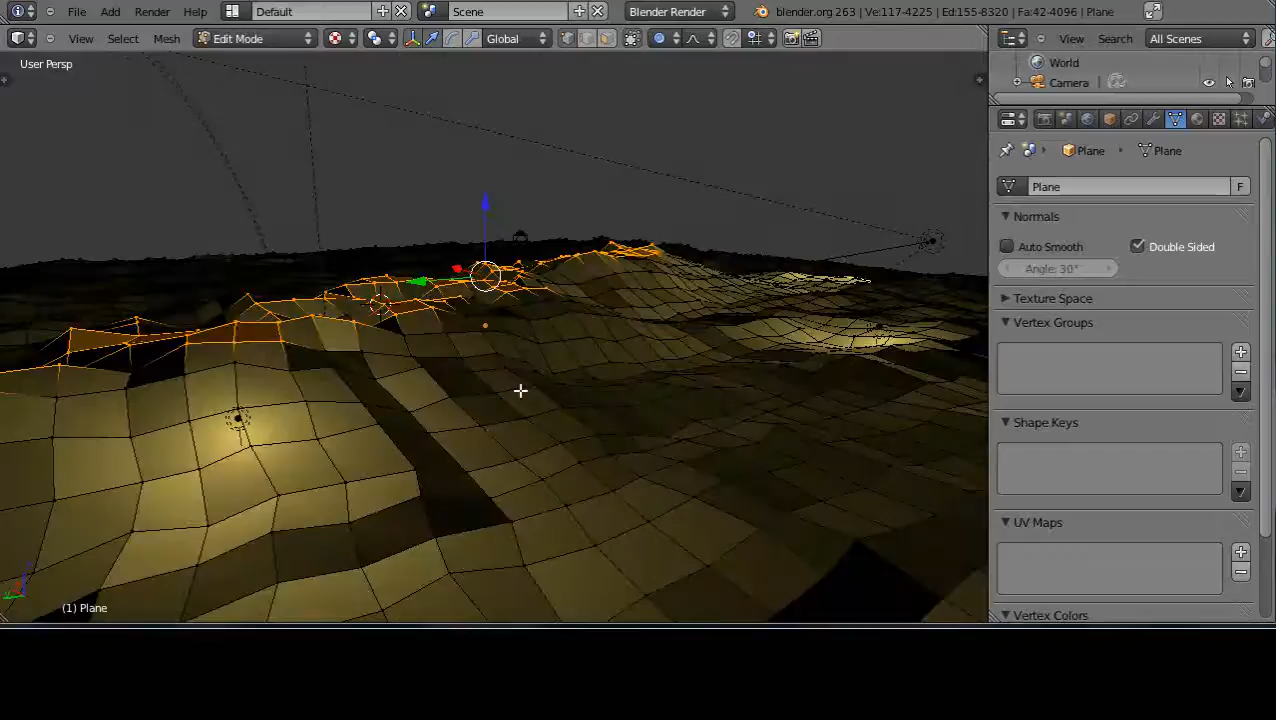 File Add Render Help Default Scene Blender Render blender.org 263 | Ve:117-4225 | Ed:155-8320 | Fa:42-4096 | Plane
View Select Mesh Edit Mode Global View Search All Scenes
User Persp
World
Camera
Plane Plane
Plane F
Normals
Auto Smooth Double Sided
Angle: 30°
Texture Space
Vertex Groups
Shape Keys
UV Maps
(1) Plane
Vertex Colors